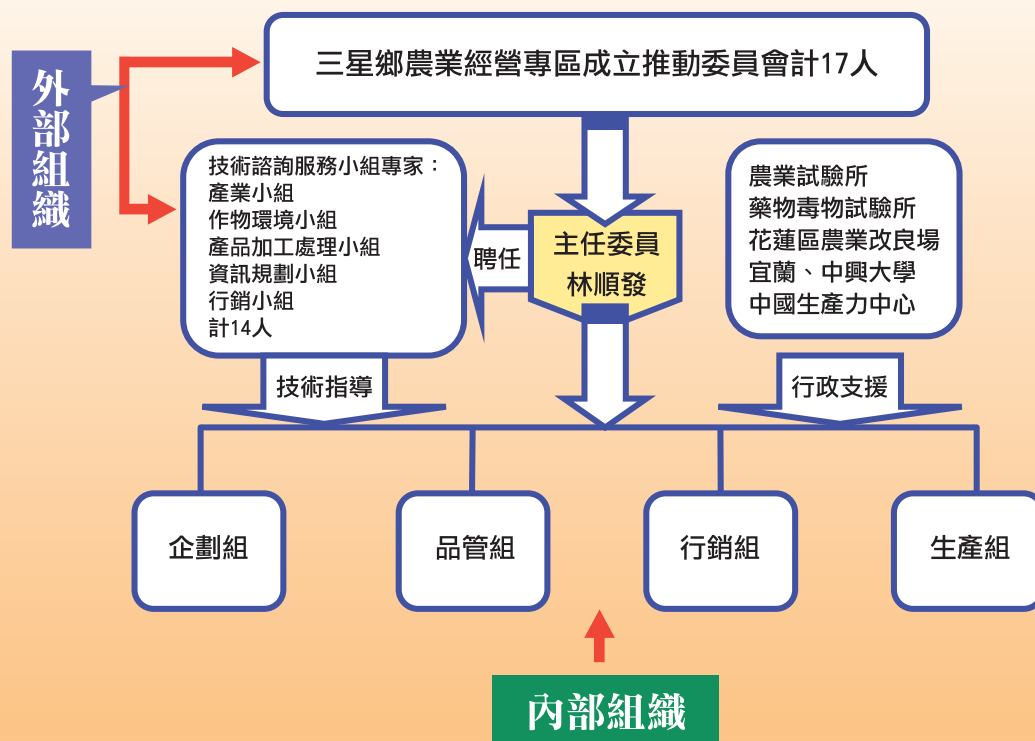 外部組織
三星鄉農業經營專區成立推動委員會計17人
技術諮詢服務小組專家：
產業小組
作物環境小組
產品加工處理小組
資訊規劃小組
行銷小組
計14人
聘任
主任委員
林順發
農業試驗所
藥物毒物試驗所
花蓮區農業改良場
宜蘭、中興大學
中國生產力中心
技術指導
行政支援
企劃組
品管組
行銷組
生產組
內部組織